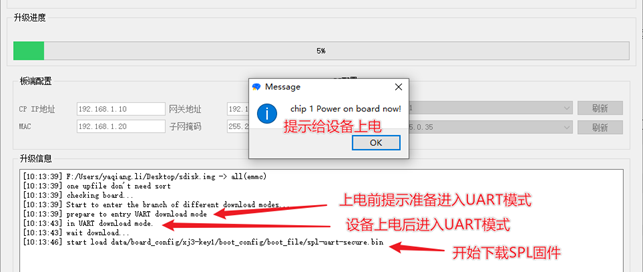 升级进度
5%
板端配置
Message
chip 1 Power on board now!
提示给设备上电
OK
CP IP地址
192.168.1.10
网关地址
刷新
MAC
192.168.1.20
子网掩码
255.2
5.0.35
刷新
升级信息
[10:13:39] F:/Users/yaqiang.li/Desktop/sdisk.img -> all(emmc)
[10:13:39] one upfile don't need sort
[10:13:39] checking board...
[10:13:39] Start to enter the branch of different download modes...
[10:13:39] prepare to entry UART download mode
[10:13:43] in UART download mode.
[10:13:43] wait download...
[10:13:46] start load data/board_config/xj3-key1/boot_config/boot_file/spl-uart-secure.bin
上电前提示准备进入UART模式
设备上电后进入UART模式
开始下载SPL固件